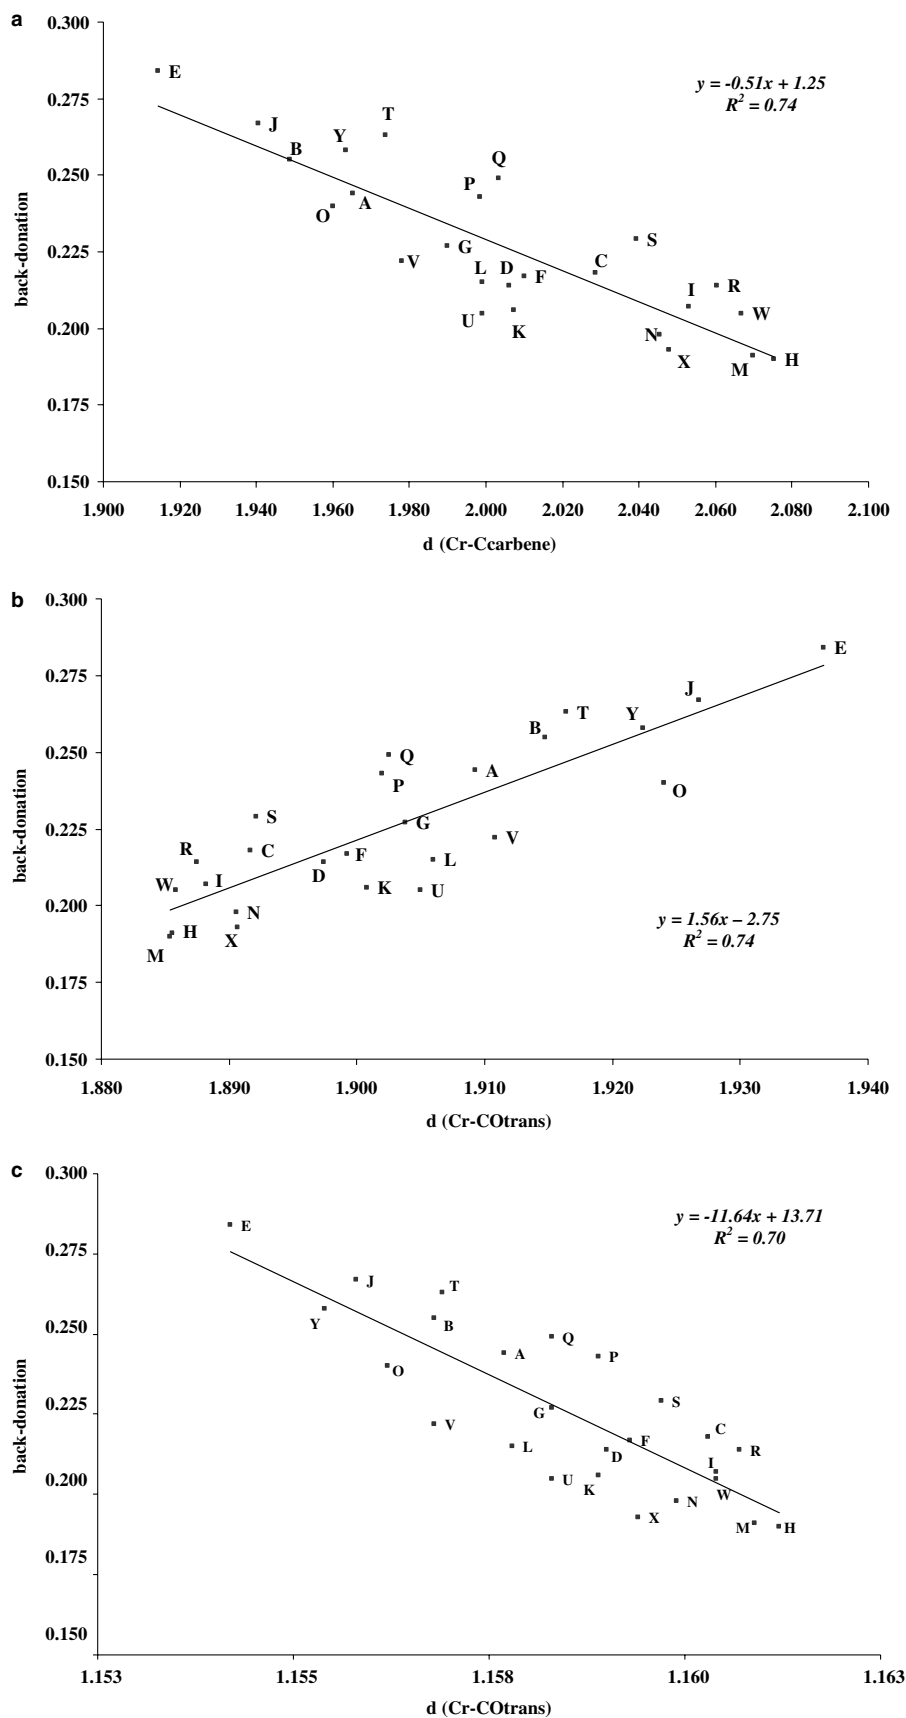 a
0.300
E
y = -0.51x + 1.25
R² = 0.74
0.275
T
J
Y
B
Q
0.250
P
A
O
back-donation
S
G
C
0.225
V
L D F
I R
W
U
K
0.200
N
X
M H
0.175
0.150
1.900 1.920 1.940 1.960 1.980 2.000 2.020 2.040 2.060 2.080 2.100
d (Cr-Ccarbene)
b
0.300
E
J
0.275
T Y
B
0.250
Q
A
P
O
back-donation
S
G
0.225
V
R C F
L
D
W I
K U
0.200
N
H
X
M
y = 1.56x – 2.75
R² = 0.74
0.175
0.150
1.880 1.890 1.900 1.910 1.920 1.930 1.940
d (Cr-COtrans)
c
0.300
y = -11.64x + 13.71
R² = 0.70
E
0.275
J T
Y B
0.250
Q
A P
O
back-donation
S
0.225
G
V C
F
L R
D
I
0.200
U
K W
N
X
M H
0.175
0.150
1.153 1.155 1.158 1.160 1.163
d (Cr-COtrans)